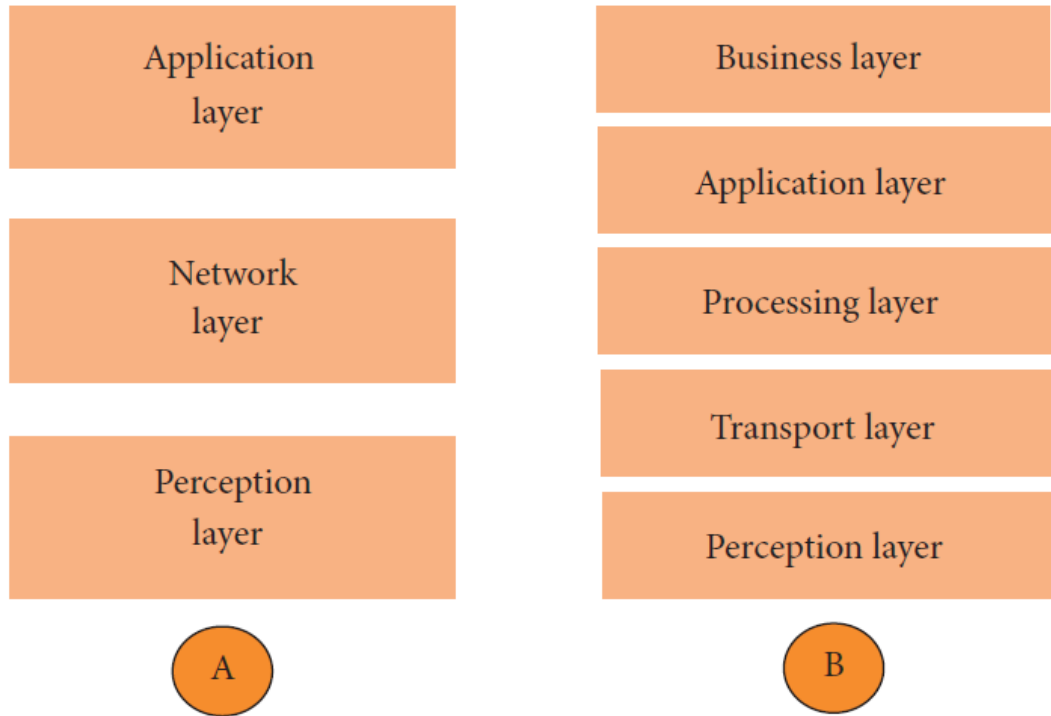 Application
layer
Network
layer
Perception
layer
A
Business layer
Application layer
Processing layer
Transport layer
Perception layer
B